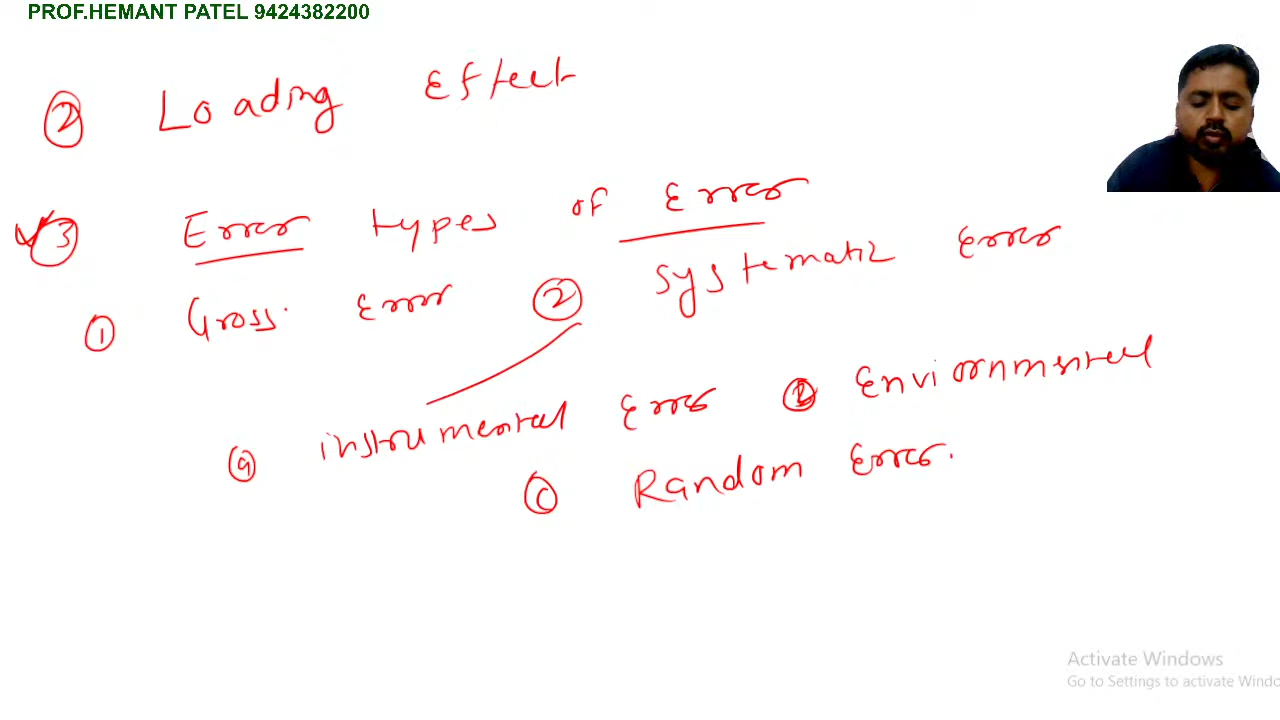 PROF.HEMANT PATEL 9424382200
② Loading Effect
③ Error types of Error
① Gross Error ② Systematic Error
ⓐ instrumental Error ⓑ Enviornmental
ⓒ Random Error.
Activate Windows
Go to Settings to activate Windo